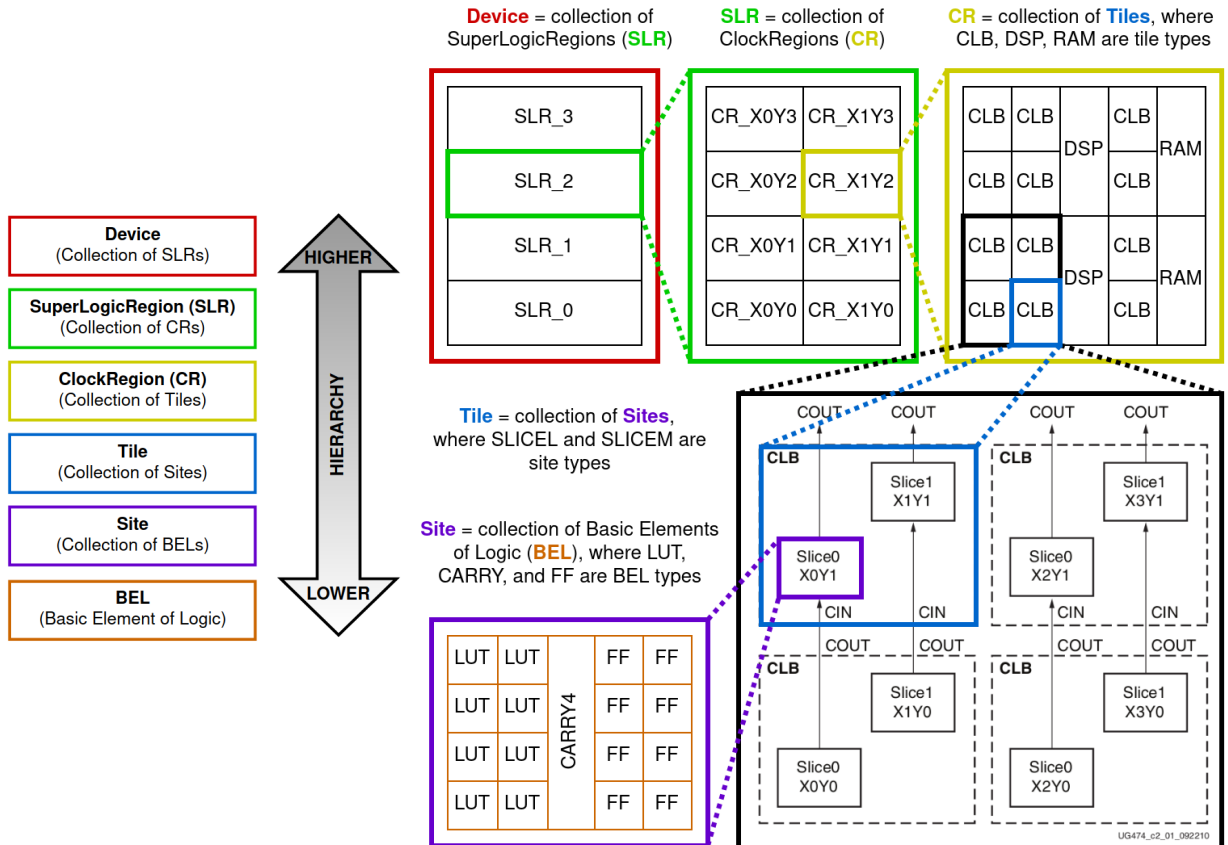 Device = collection of
SuperLogicRegions (SLR)
SLR = collection of
ClockRegions (CR)
CR = collection of Tiles, where
CLB, DSP, RAM are tile types
SLR_3
SLR_2
SLR_1
SLR_0
CR_X0Y3 CR_X1Y3
CR_X0Y2 CR_X1Y2
CR_X0Y1 CR_X1Y1
CR_X0Y0 CR_X1Y0
CLB CLB CLB
DSP RAM
CLB CLB CLB
CLB CLB CLB
DSP RAM
CLB CLB CLB
Device
(Collection of SLRs)
SuperLogicRegion (SLR)
(Collection of CRs)
ClockRegion (CR)
(Collection of Tiles)
Tile
(Collection of Sites)
Site
(Collection of BELs)
BEL
(Basic Element of Logic)
HIGHER
HIERARCHY
LOWER
Tile = collection of Sites,
where SLICEL and SLICEM are
site types
Site = collection of Basic Elements
of Logic (BEL), where LUT,
CARRY, and FF are BEL types
LUT LUT FF FF
LUT LUT FF FF
CARRY4
LUT LUT FF FF
LUT LUT FF FF
COUT COUT COUT COUT
CLB CLB
Slice1
X1Y1
Slice1
X3Y1
Slice0
X0Y1
Slice0
X2Y1
CIN CIN CIN CIN
COUT COUT COUT COUT
CLB CLB
Slice1
X1Y0
Slice1
X3Y0
Slice0
X0Y0
Slice0
X2Y0
UG474_c2_01_092210